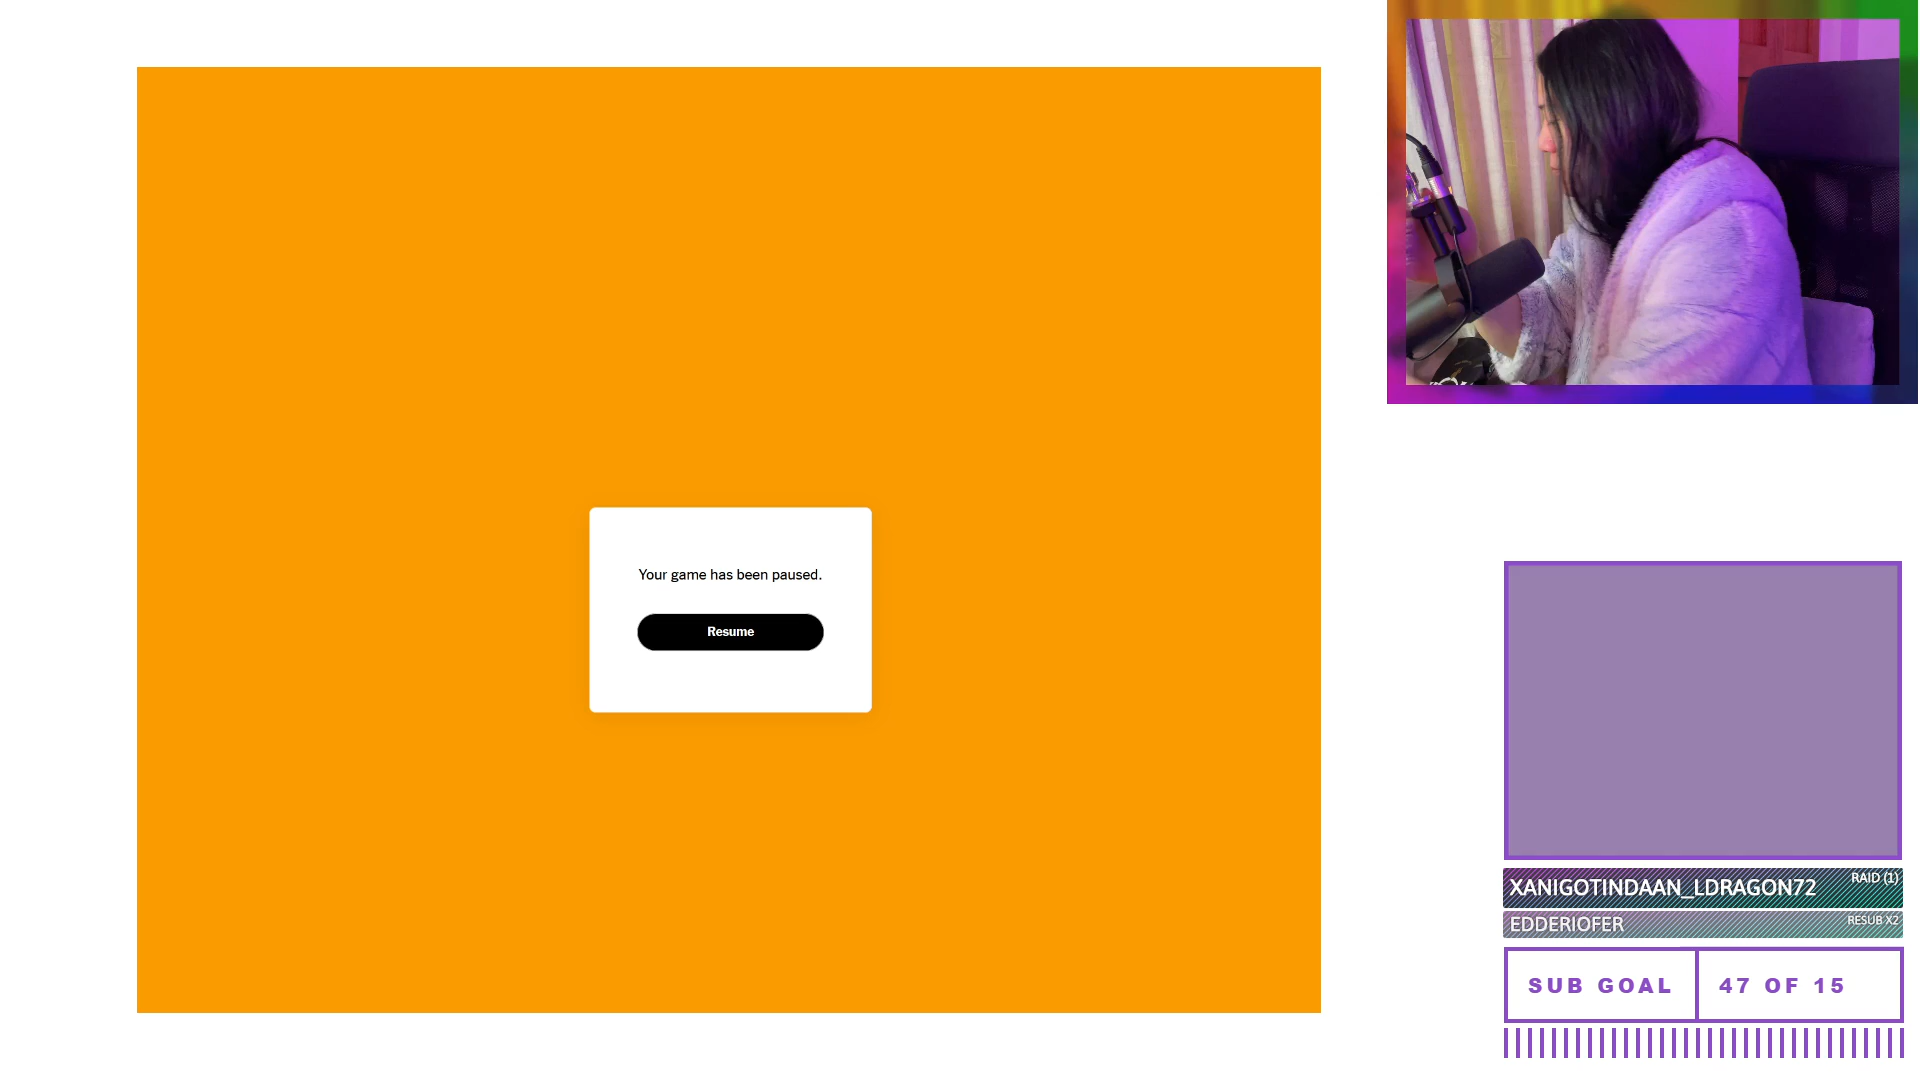 Your game has been paused.
Resume
XANIGOTINDAAN_LDRAGON72 RAID (1)
EDDERIOFER RESUB X2
SUB GOAL 47 OF 15